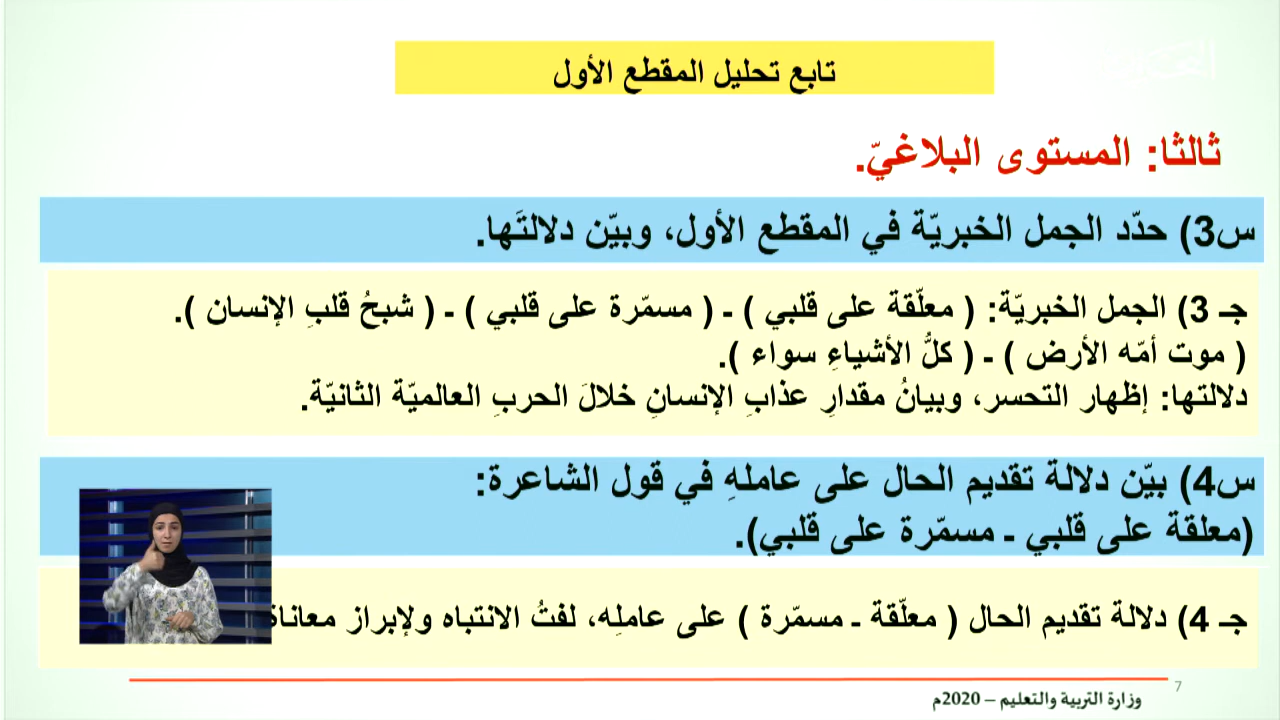 تابع تحليل المقطع الأول
ثالثا: المستوى البلاغيّ.
س3) حدّد الجمل الخبريّة في المقطع الأول، وبيّن دلالتَها.
جـ 3) الجمل الخبريّة: ( معلّقة على قلبي ) ـ ( مسمّرة على قلبي ) ـ ( شبحُ قلبِ الإنسان ).
( موت أمّه الأرض ) ـ ( كلُّ الأشياءِ سواء ).
دلالتها: إظهار التحسر، وبيانُ مقدارِ عذابِ الإنسانِ خلالَ الحربِ العالميّة الثانيّة.
س4) بيّن دلالة تقديم الحال على عاملهِ في قول الشاعرة:
(معلقة على قلبي ـ مسمّرة على قلبي).
جـ 4) دلالة تقديم الحال ( معلّقة ـ مسمّرة ) على عاملِه، لفتُ الانتباه ولإبراز
7
وزارة التربية والتعليم – 2020م